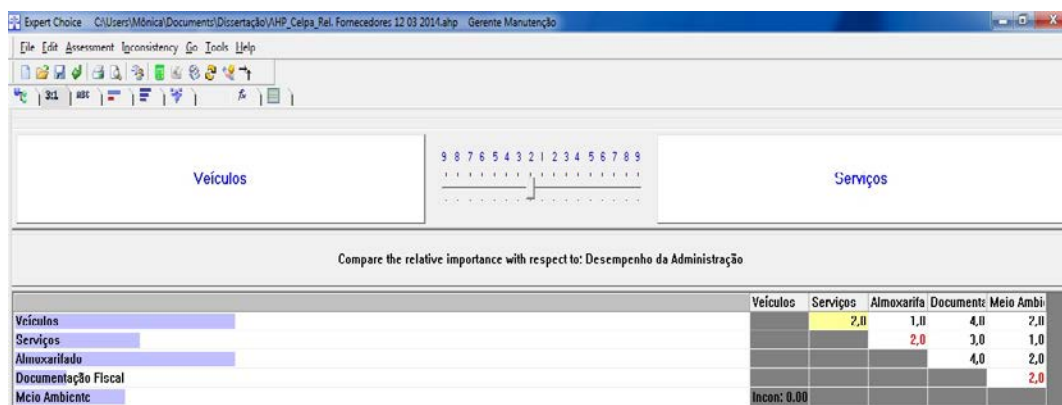 Expert Choice C:\Users\Mônica\Documents\Dissertação\AHP_Celpa_Rel. Fornecedores 12 03 2014.ahp Gerente Manutenção
File Edit Assessment Inconsistency Go Tools Help
3:1 ABC
9 8 7 6 5 4 3 2 1 2 3 4 5 6 7 8 9
Veículos Serviços
Compare the relative importance with respect to: Desempenho da Administração
Veículos Serviços Almoxarifa Documenta Meio Ambi
Veículos 2,0 1,0 4,0 2,0
Serviços 2,0 3,0 1,0
Almoxarifado 4,0 2,0
Documentação Fiscal 2,0
Meio Ambiente Incon: 0.00